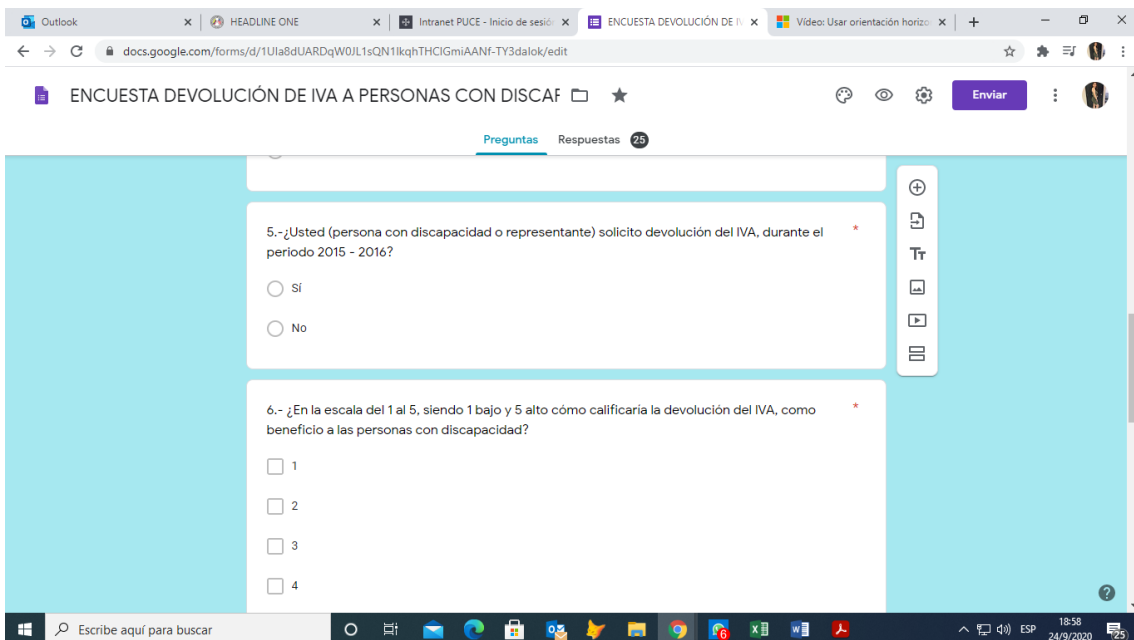 Outlook
HEADLINE ONE
Intranet PUCE - Inicio de sesió
ENCUESTA DEVOLUCIÓN DE I
Vídeo: Usar orientación horizo
docs.google.com/forms/d/1Ula8dUARDqW0JL1sQN1lkqhTHClGmiAANf-TY3dalok/edit
ENCUESTA DEVOLUCIÓN DE IVA A PERSONAS CON DISCAP
Enviar
Preguntas
Respuestas 25
5.-¿Usted (persona con discapacidad o representante) solicito devolución del IVA, durante el
periodo 2015 - 2016?
*
Sí
No
6.- ¿En la escala del 1 al 5, siendo 1 bajo y 5 alto cómo calificaría la devolución del IVA, como
beneficio a las personas con discapacidad?
*
1
2
3
4
Escribe aquí para buscar
ESP
18:58
24/9/2020
25